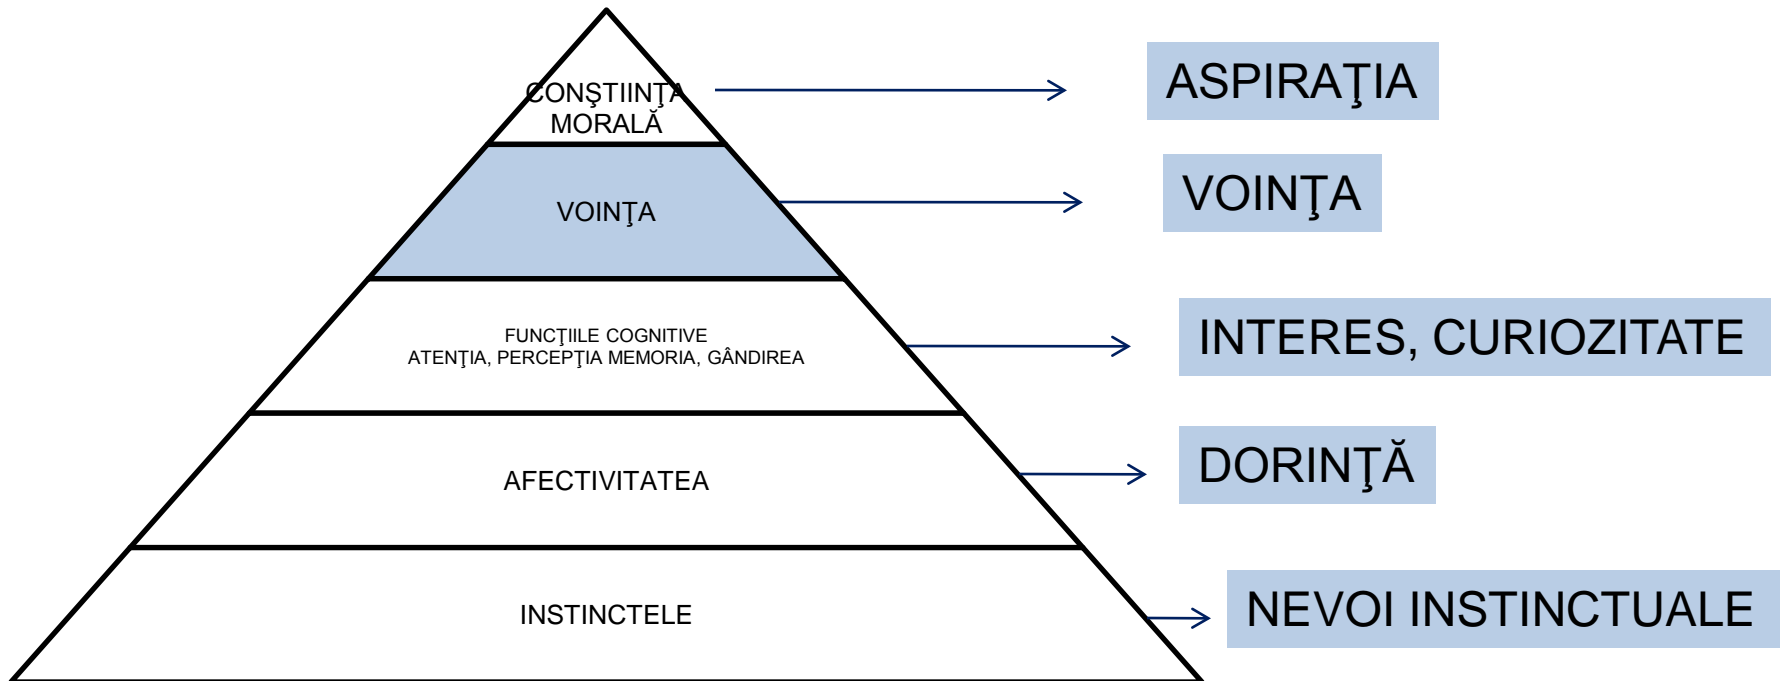 CONŞTIINŢA
MORALĂ
ASPIRAŢIA
VOINŢA
VOINŢA
FUNCŢIILE COGNITIVE
ATENŢIA, PERCEPŢIA MEMORIA, GÂNDIREA
INTERES, CURIOZITATE
AFECTIVITATEA
DORINŢĂ
INSTINCTELE
NEVOI INSTINCTUALE